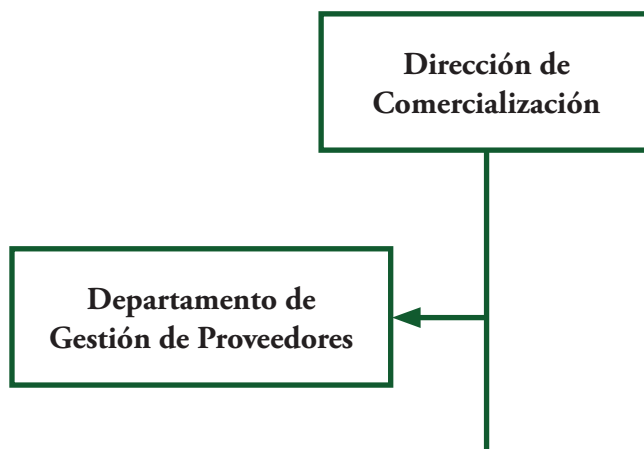 Dirección de
Comercialización
Departamento de
Gestión de Proveedores